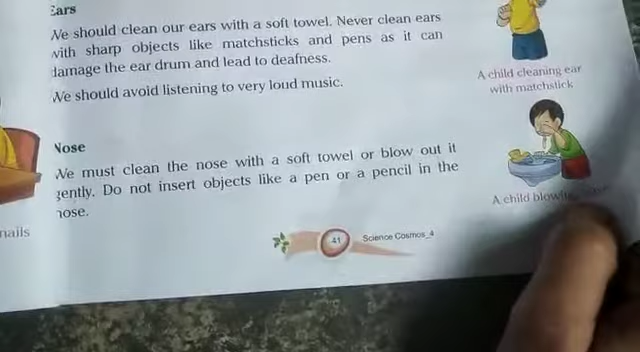 Ears
We should clean our ears with a soft towel. Never clean ears
with sharp objects like matchsticks and pens as it can
damage the ear drum and lead to deafness.
We should avoid listening to very loud music.
A child cleaning ear
with matchstick
Nose
We must clean the nose with a soft towel or blow out it
gently. Do not insert objects like a pen or a pencil in the
nose.
A child blowing
nails
41
Science Cosmos_4